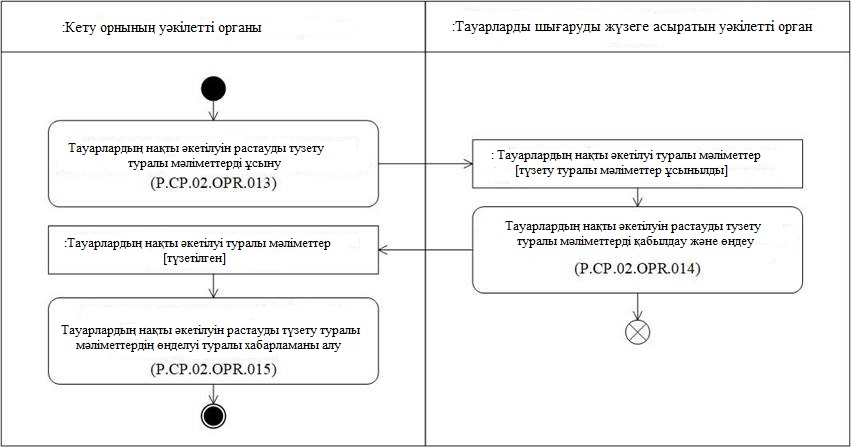 :Кету орнының уәкілетті органы
:Тауарларды шығаруды жүзеге асыратын уәкілетті орган
Тауарлардың нақты әкетілуін растауды тузету
туралы мәліметтерді ұсыну
(P.CP.02.OPR.013)
: Тауарлардың нақты әкетілуі туралы мәліметтер
[түзету туралы мәліметтер ұсынылды]
Тауарлардың нақты әкетілуін растауды тузету
туралы мәліметтерді қабылдау және өңдеу
(P.CP.02.OPR.014)
:Тауарлардың нақты әкетілуі туралы мәліметтер
[түзетілген]
Тауарлардың нақты әкетілуін растауды түзету туралы
мәліметтердің өңделуі туралы хабарламаны алу
(P.CP.02.OPR.015)